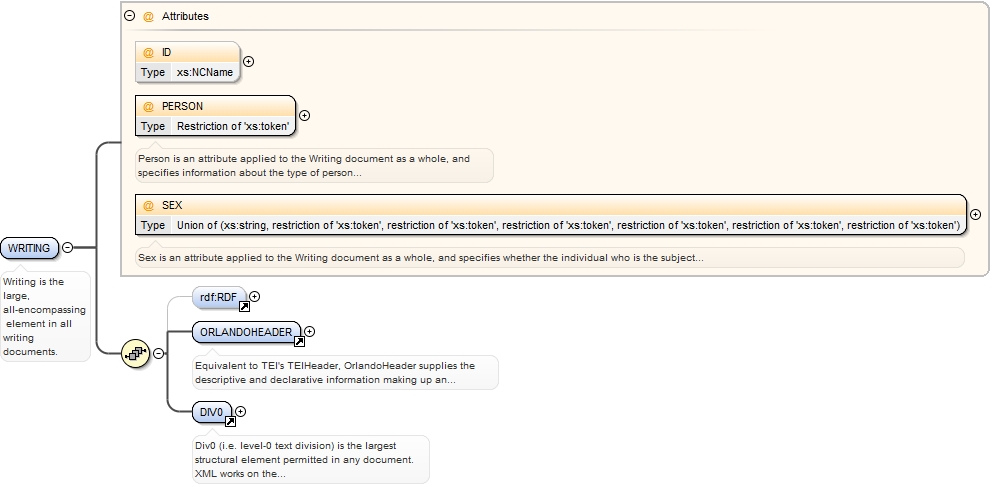 Attributes
@ ID
Type xs:NCName
@ PERSON
Type Restriction of 'xs:token'
Person is an attribute applied to the Writing document as a whole, and
specifies information about the type of person...
@ SEX
Type Union of (xs:string, restriction of 'xs:token', restriction of 'xs:token', restriction of 'xs:token', restriction of 'xs:token', restriction of 'xs:token', restriction of 'xs:token')
Sex is an attribute applied to the Writing document as a whole, and specifies whether the individual who is the subject...
WRITING
Writing is the
large,
all-encompassing
element in all
writing
documents.
rdf:RDF
ORLANDOHEADER
Equivalent to TEI's TEIHeader, OrlandoHeader supplies the
descriptive and declarative information making up an...
DIV0
Div0 (i.e. level-0 text division) is the largest
structural element permitted in any document.
XML works on the...